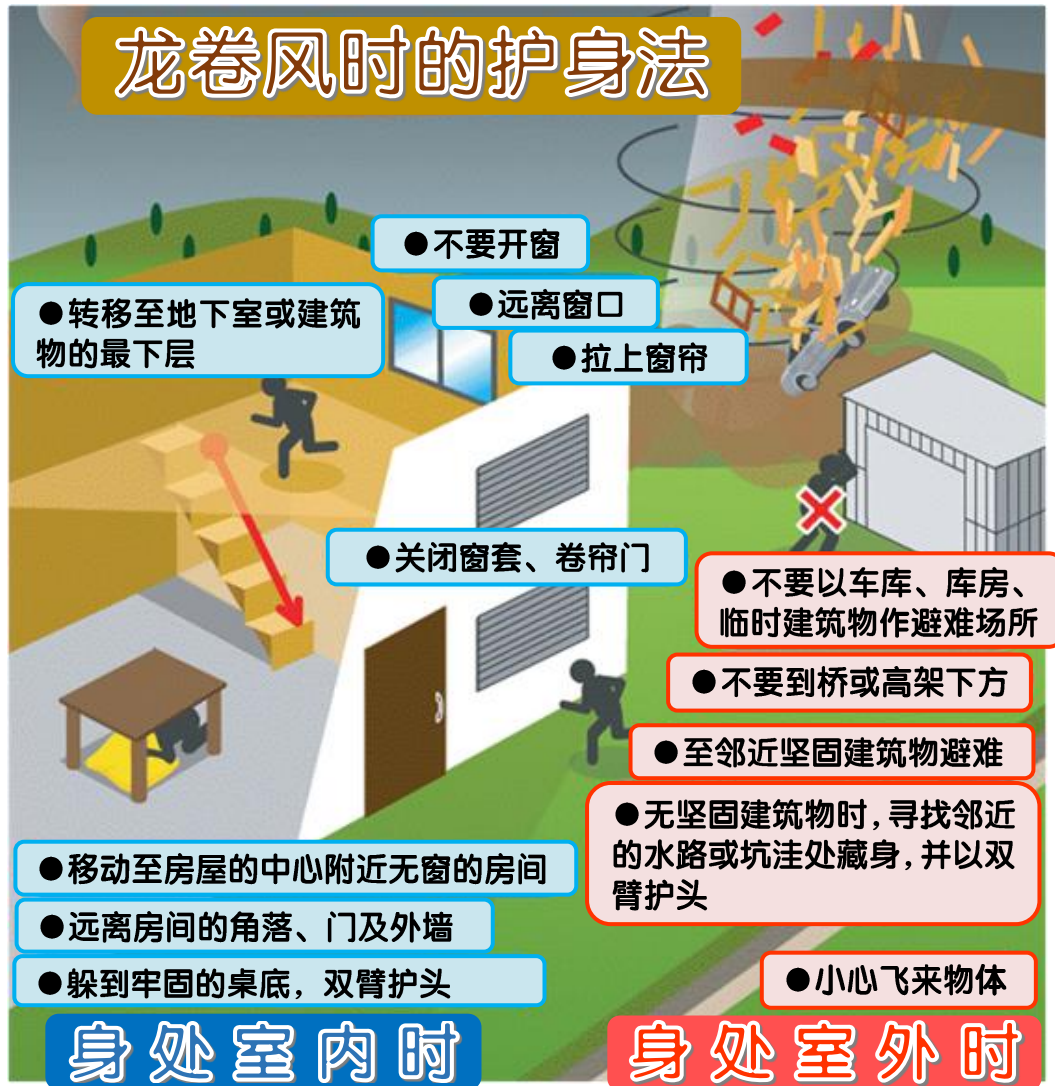 龙卷风时的护身法
●不要开窗
●远离窗口
●拉上窗帘
●转移至地下室或建筑
物的最下层
●关闭窗套、卷帘门
●移动至房屋的中心附近无窗的房间
●远离房间的角落、门及外墙
●躲到牢固的桌底，双臂护头
身处室内时
●不要以车库、库房、
临时建筑物作避难场所
●不要到桥或高架下方
●至邻近坚固建筑物避难
●无坚固建筑物时，寻找邻近
的水路或坑洼处藏身，并以双
臂护头
●小心飞来物体
身处室外时